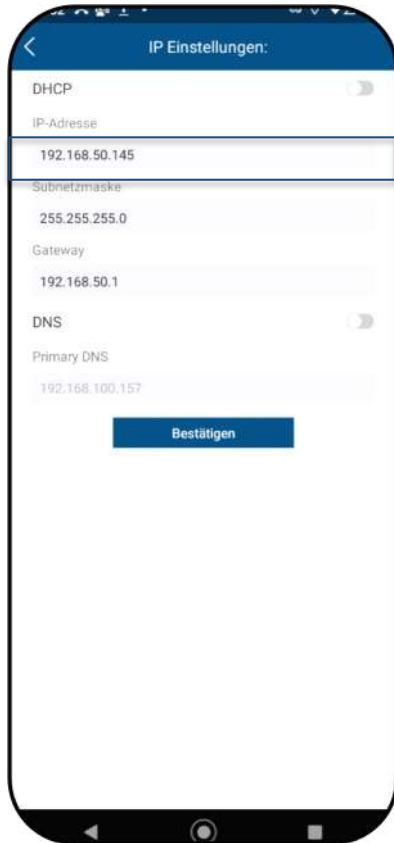 IP Einstellungen:
DHCP
IP-Adresse
192.168.50.145
Subnetzmaske
255.255.255.0
Gateway
192.168.50.1
DNS
Primary DNS
192.168.100.157
Bestätigen